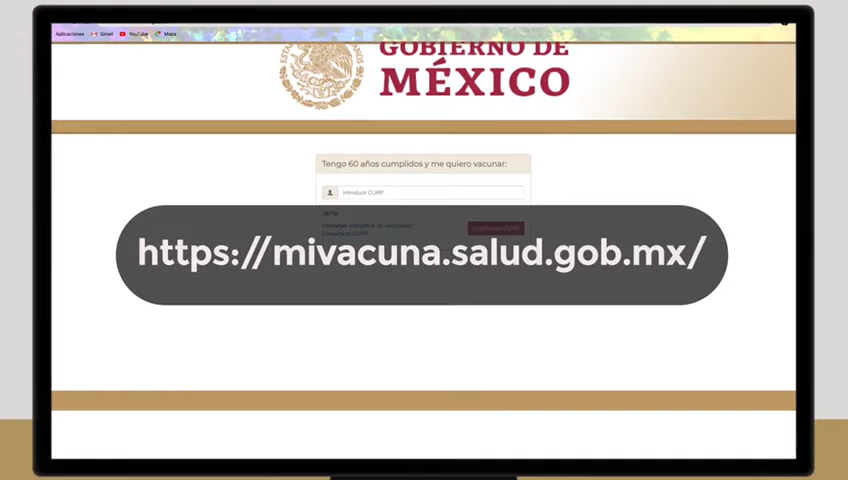 Aplicaciones Gmail YouTube Maps
GOBIERNO DE
MÉXICO
Tengo 60 años cumplidos y me quiero vacunar:
Introducir CURP
https://mivacuna.salud.gob.mx/